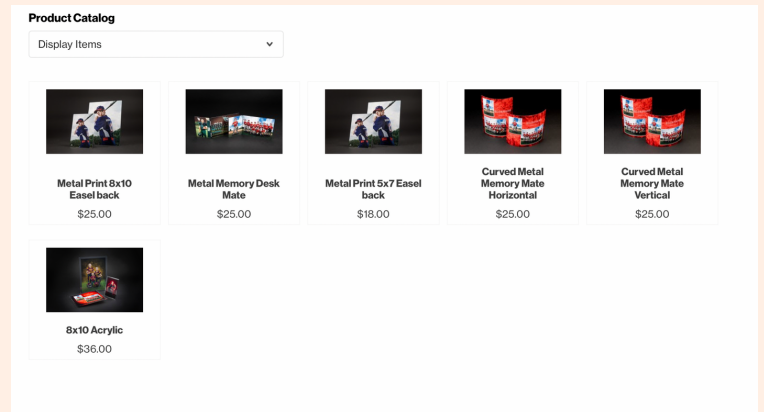 Product Catalog
Display Items
Metal Print 8x10
Easel back
$25.00
Metal Memory Desk
Mate
$25.00
Metal Print 5x7 Easel
back
$18.00
Curved Metal
Memory Mate
Horizontal
$25.00
Curved Metal
Memory Mate
Vertical
$25.00
8x10 Acrylic
$36.00